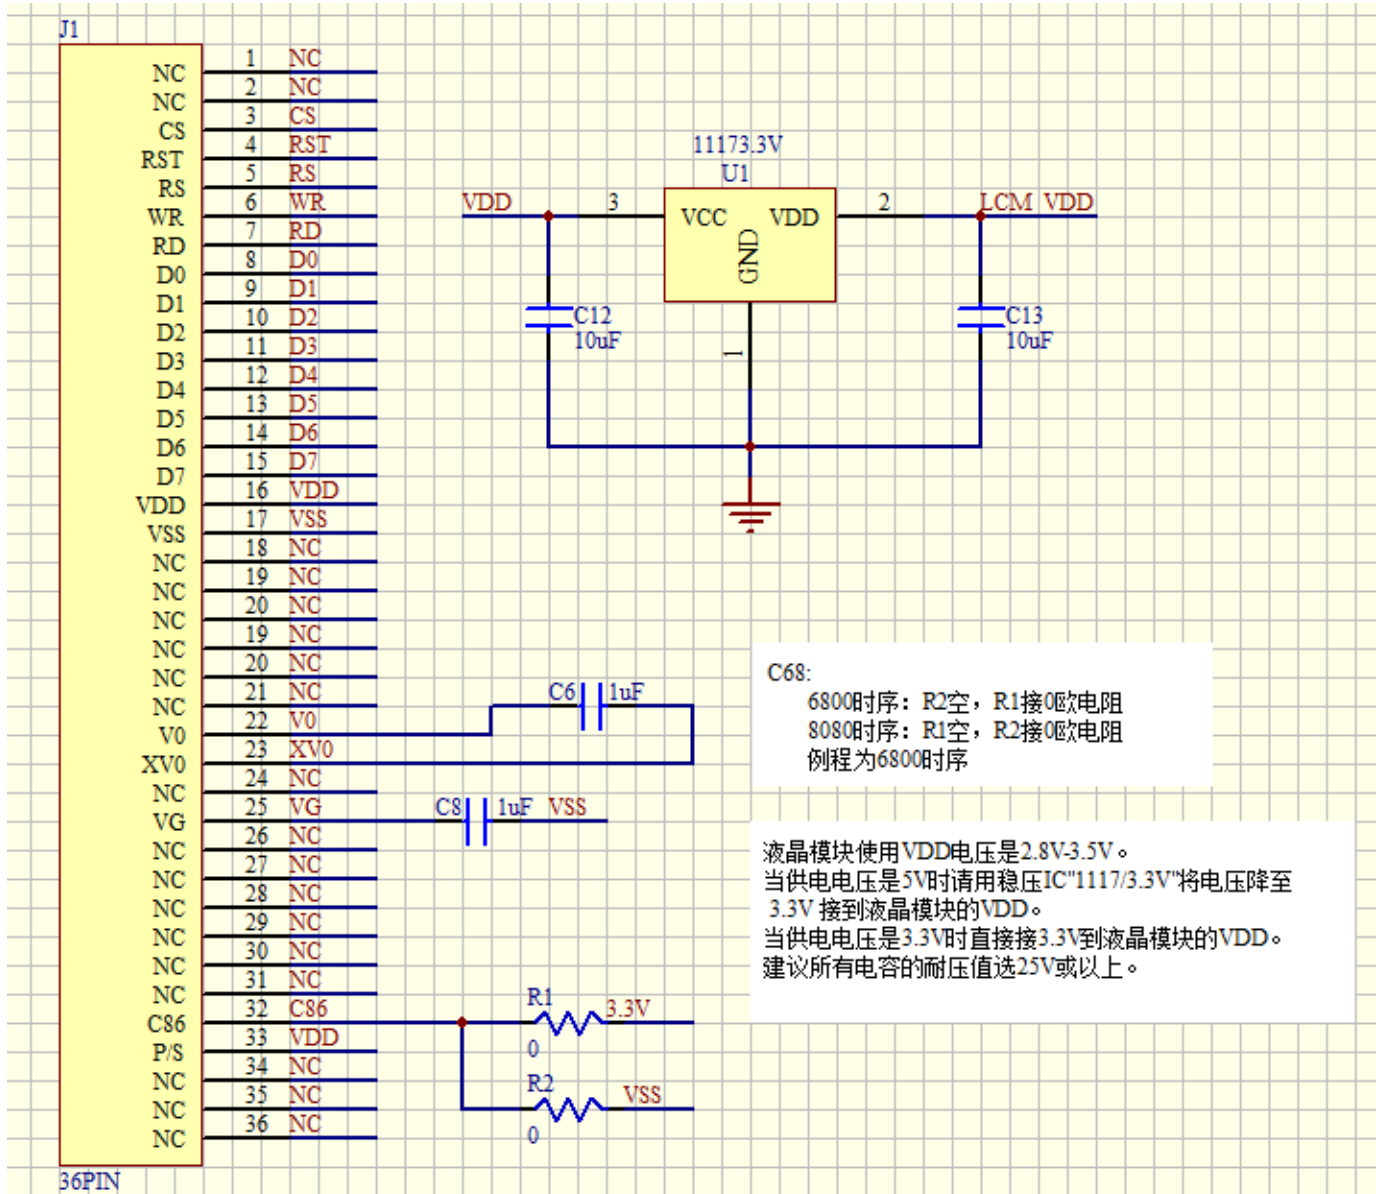 J1
NC 1 NC
NC 2 NC
CS 3 CS
RST 4 RST
RS 5 RS
WR 6 WR
RD 7 RD
D0 8 D0
D1 9 D1
D2 10 D2
D3 11 D3
D4 12 D4
D5 13 D5
D6 14 D6
D7 15 D7
VDD 16 VDD
VSS 17 VSS
NC 18 NC
NC 19 NC
NC 20 NC
NC 19 NC
NC 20 NC
NC 21 NC
V0 22 V0
XV0 23 XV0
NC 24 NC
VG 25 VG
NC 26 NC
NC 27 NC
NC 28 NC
NC 29 NC
NC 30 NC
NC 31 NC
C86 32 C86
P/S 33 VDD
NC 34 NC
NC 35 NC
NC 36 NC
36PIN
11173.3V
U1
VDD 3 VCC VDD 2 LCM VDD
GND
1
C12
10uF
C13
10uF
C6 1uF
C8 1uF VSS
R1 3.3V
0
R2 VSS
0
C68:
6800时序：R2空，R1接0欧电阻
8080时序：R1空，R2接0欧电阻
例程为6800时序
液晶模块使用VDD电压是2.8V-3.5V。
当供电电压是5V时请用稳压IC"1117/3.3V"将电压降至
3.3V 接到液晶模块的VDD。
当供电电压是3.3V时直接接3.3V到液晶模块的VDD。
建议所有电容的耐压值选25V或以上。